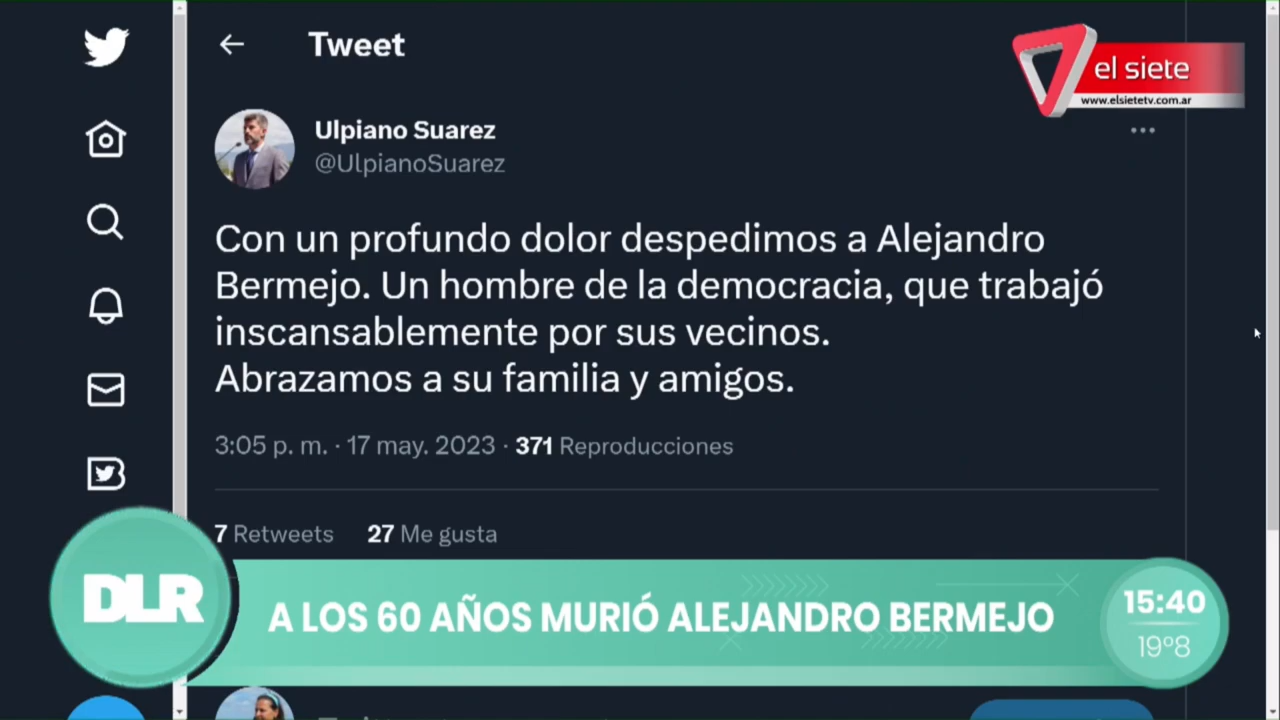 Tweet
el siete
www.elsietetv.com.ar
Ulpiano Suarez
@UlpianoSuarez
Con un profundo dolor despedimos a Alejandro
Bermejo. Un hombre de la democracia, que trabajó
inscansablemente por sus vecinos.
Abrazamos a su familia y amigos.
3:05 p. m. · 17 may. 2023 · 371 Reproducciones
7 Retweets 27 Me gusta
DLR
A LOS 60 AÑOS MURIÓ ALEJANDRO BERMEJO
15:40
19º8